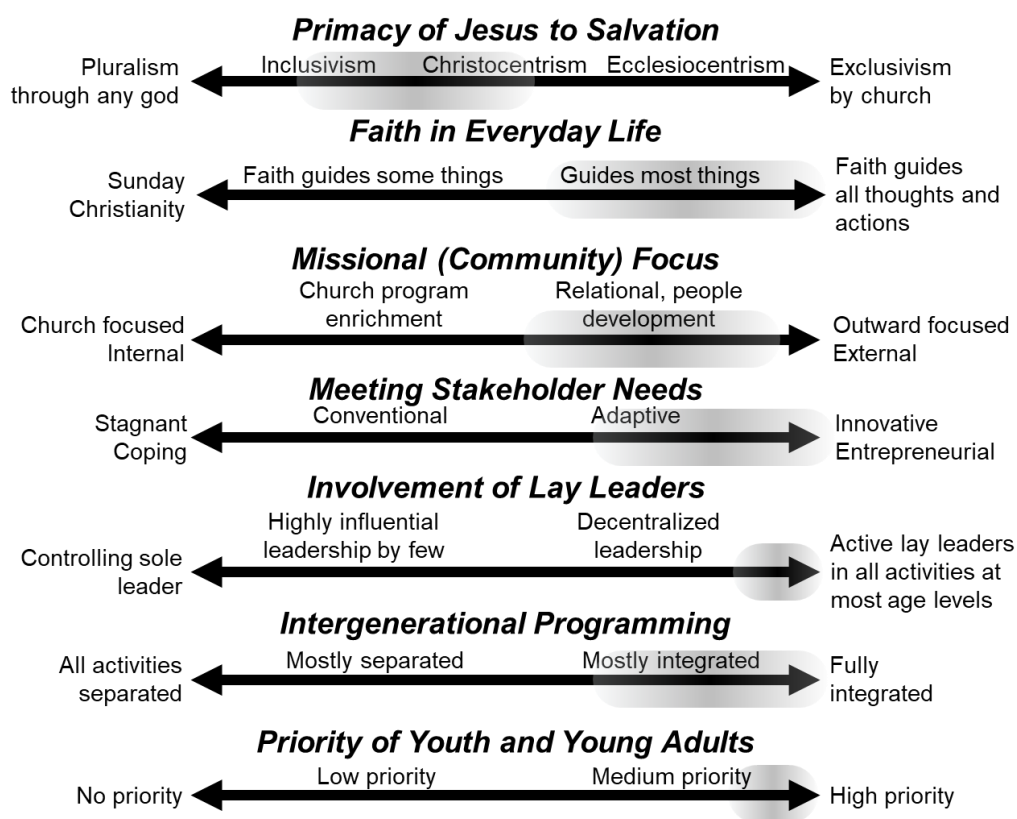 Primacy of Jesus to Salvation
Inclusivism Christocentrism Ecclesiocentrism
Pluralism
through any god
Exclusivism
by church
Faith in Everyday Life
Faith guides some things Guides most things
Sunday
Christianity
Faith guides
all thoughts and
actions
Missional (Community) Focus
Church program
enrichment
Relational, people
development
Church focused
Internal
Outward focused
External
Meeting Stakeholder Needs
Conventional Adaptive
Stagnant
Coping
Innovative
Entrepreneurial
Involvement of Lay Leaders
Highly influential
leadership by few
Decentralized
leadership
Controlling sole
leader
Active lay leaders
in all activities at
most age levels
Intergenerational Programming
Mostly separated Mostly integrated
All activities
separated
Fully
integrated
Priority of Youth and Young Adults
Low priority Medium priority
No priority
High priority